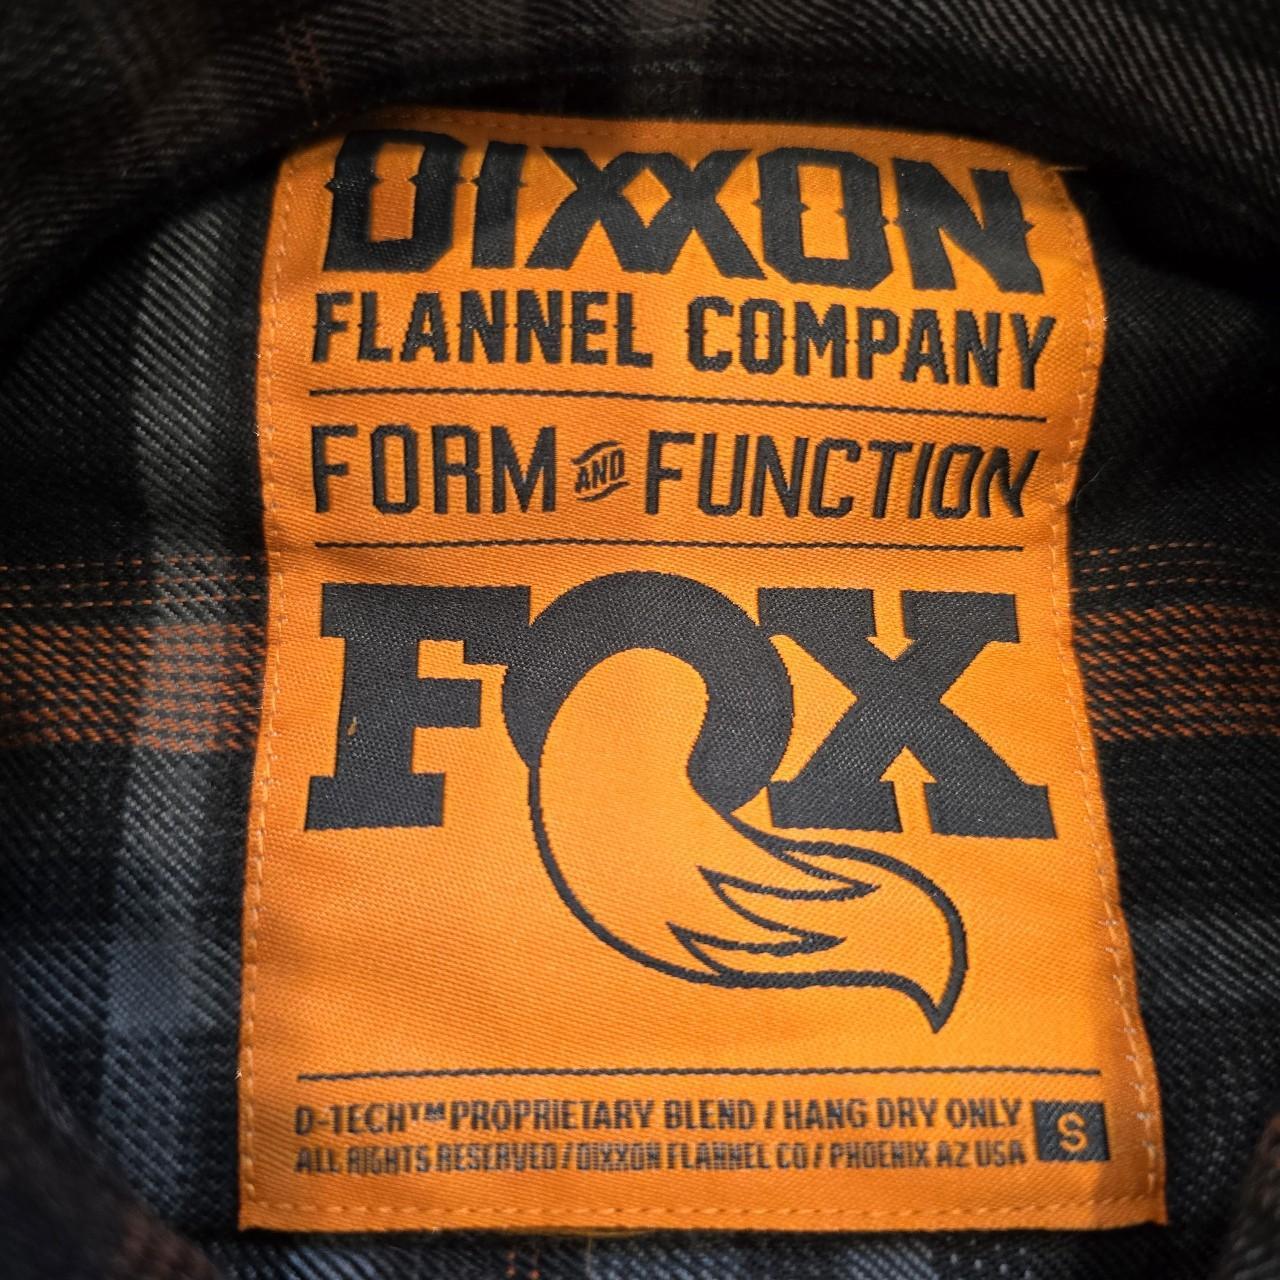 DIXXON
FLANNEL COMPANY
FORM AND FUNCTION
FOX
D-TECH™ PROPRIETARY BLEND / HANG DRY ONLY
ALL RIGHTS RESERVED / DIXXON FLANNEL CO / PHOENIX AZ USA
S